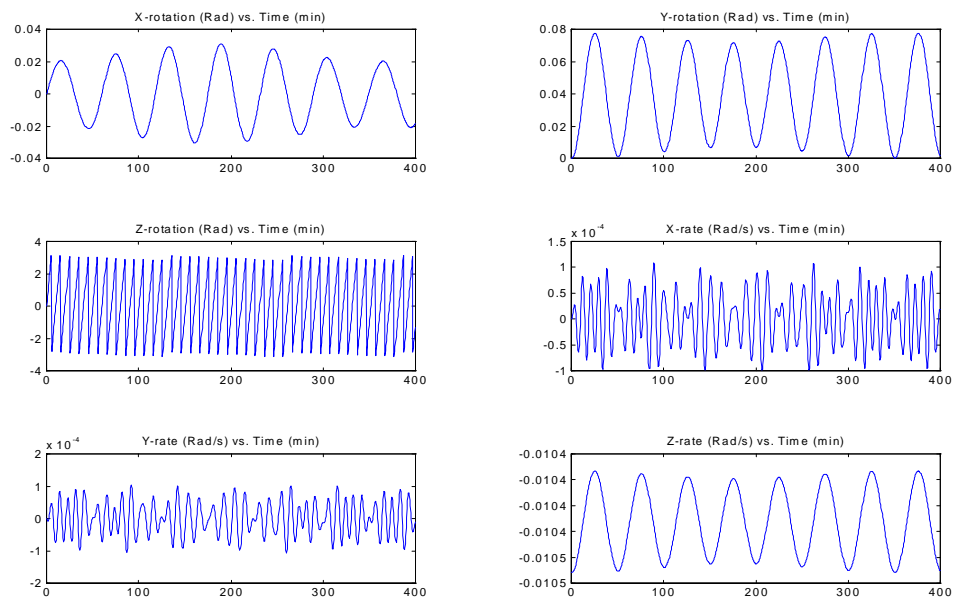 X-rotation (Rad) vs. Time (min)
0.04
0.02
0
-0.02
-0.04
0 100 200 300 400
Y-rotation (Rad) vs. Time (min)
0.08
0.06
0.04
0.02
0
0 100 200 300 400
Z-rotation (Rad) vs. Time (min)
4
2
0
-2
-4
0 100 200 300 400
X-rate (Rad/s) vs. Time (min)
x 10-4
1.5
1
0.5
0
-0.5
-1
0 100 200 300 400
Y-rate (Rad/s) vs. Time (min)
x 10-4
2
1
0
-1
-2
0 100 200 300 400
Z-rate (Rad/s) vs. Time (min)
-0.0104
-0.0104
-0.0104
-0.0104
-0.0105
-0.0105
0 100 200 300 400